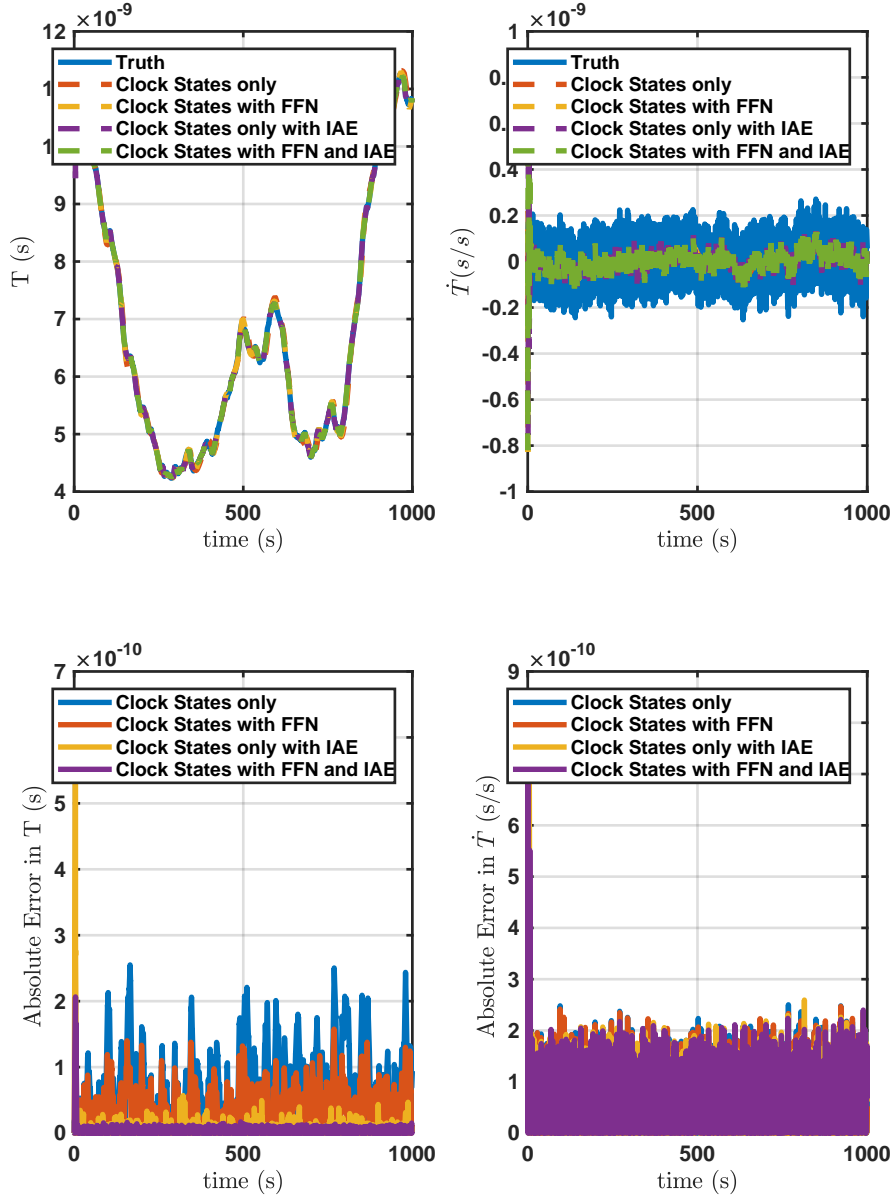 ×10-9
12
11
10
9
8
7
6
5
4
T (s)
0
500
1000
time (s)
Truth
Clock States only
Clock States with FFN
Clock States only with IAE
Clock States with FFN and IAE
×10-9
1
0.4
0.2
0
-0.2
-0.4
-0.6
-0.8
-1
Ṫ(s/s)
500
1000
time (s)
Truth
Clock States only
Clock States with FFN
Clock States only with IAE
Clock States with FFN and IAE
×10-10
7
5
4
3
2
1
0
Absolute Error in T (s)
0
500
1000
time (s)
Clock States only
Clock States with FFN
Clock States only with IAE
Clock States with FFN and IAE
×10-10
9
6
5
4
3
2
1
0
Absolute Error in Ṫ (s/s)
0
500
1000
time (s)
Clock States only
Clock States with FFN
Clock States only with IAE
Clock States with FFN and IAE